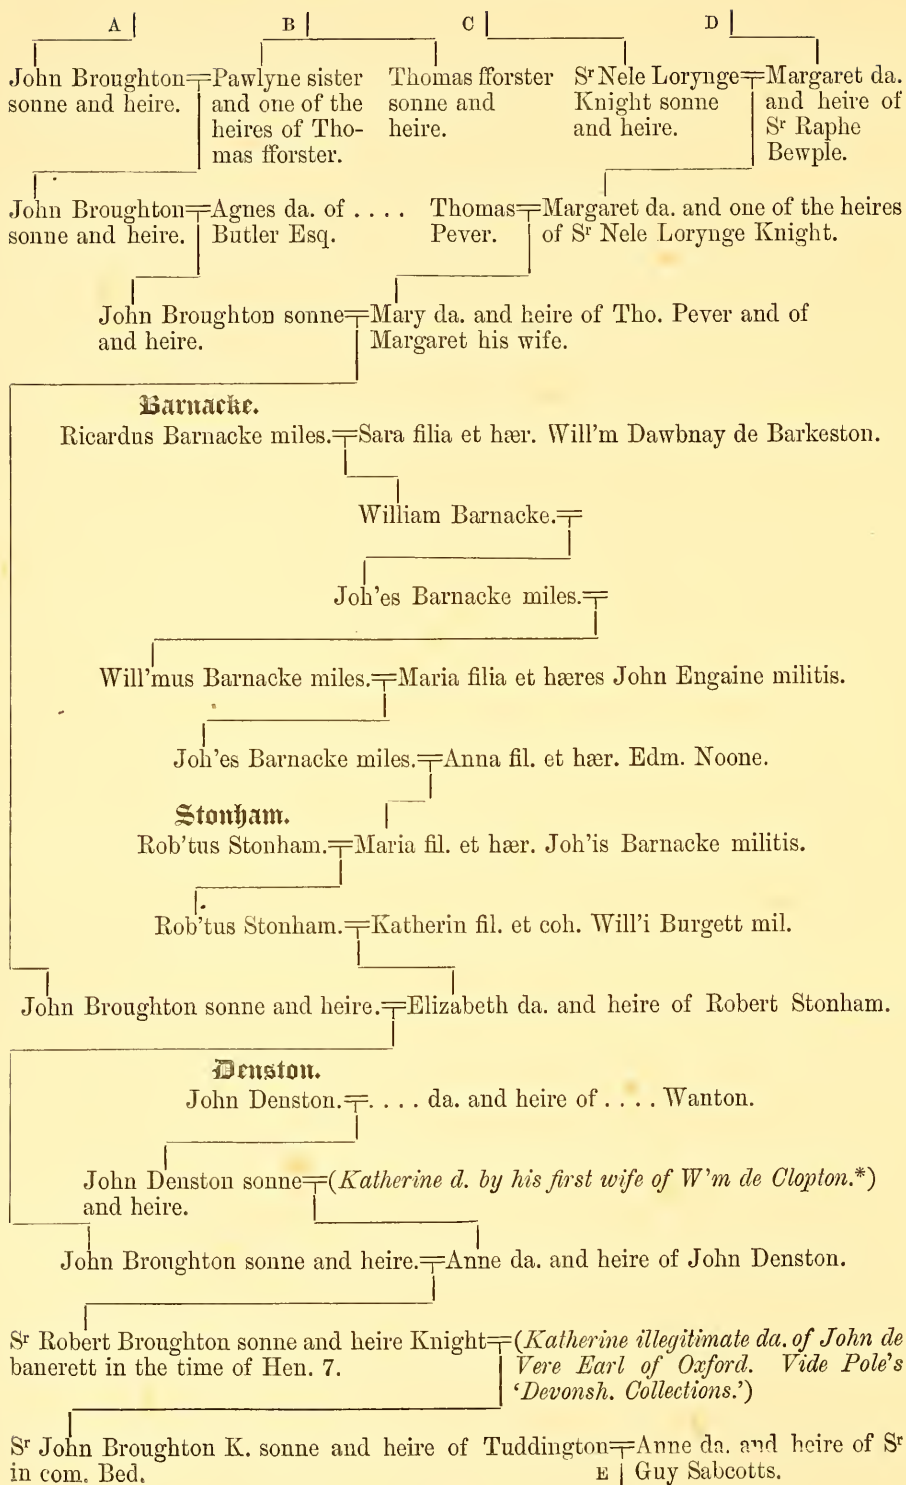 A | B | C | D |
John Broughton=Pawlyne sister Thomas fforster Sʳ Nele Lorynge=Margaret da.
sonne and heire. and one of the sonne and Knight sonne and heire of
heires of Tho- heire. and heire. Sʳ Raphe
mas fforster. Bewple.
John Broughton=Agnes da. of . . . . Thomas=Margaret da. and one of the heires
sonne and heire. Butler Esq. Pever. of Sʳ Nele Lorynge Knight.
John Broughton sonne=Mary da. and heire of Tho. Pever and of
and heire. Margaret his wife.
Barnacke.
Ricardus Barnacke miles.=Sara filia et hær. Will'm Dawbnay de Barkeston.
William Barnacke.=
Joh'es Barnacke miles.=
Will'mus Barnacke miles.=Maria filia et hæres John Engaine militis.
Joh'es Barnacke miles.=Anna fil. et hær. Edm. Noone.
Stonham.
Rob'tus Stonham.=Maria fil. et hær. Joh'is Barnacke militis.
Rob'tus Stonham.=Katherin fil. et coh. Will'i Burgett mil.
John Broughton sonne and heire.=Elizabeth da. and heire of Robert Stonham.
Denston.
John Denston.=. . . . da. and heire of . . . . Wanton.
John Denston sonne=(Katherine d. by his first wife of W'm de Clopton.*)
and heire.
John Broughton sonne and heire.=Anne da. and heire of John Denston.
Sʳ Robert Broughton sonne and heire Knight=(Katherine illegitimate da. of John de
banerett in the time of Hen. 7. Vere Earl of Oxford. Vide Pole's
'Devonsh. Collections.')
Sʳ John Broughton K. sonne and heire of Tuddington=Anne da. and heire of Sʳ
in com. Bed. E | Guy Sabcotts.